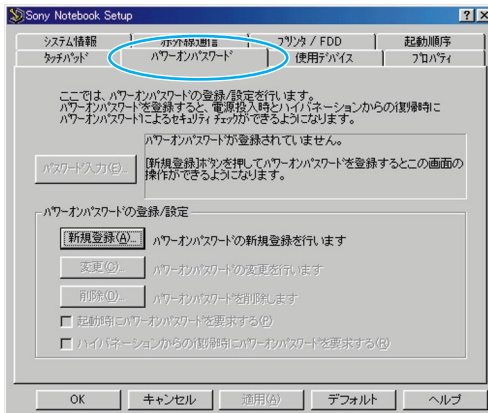 Sony Notebook Setup
システム情報 赤外線通信 プリンタ / FDD 起動順序
タッチパッド パワーオンパスワード 使用デバイス プロパティ
ここでは、パワーオンパスワードの登録/設定を行います。
パワーオンパスワードを登録すると、電源投入時とハイバネーションからの復帰時に
パワーオンパスワードによるセキュリティ チェックができるようになります。
パワーオンパスワードが登録されていません。
[新規登録]ボタンを押してパワーオンパスワードを登録するとこの画面の
操作ができるようになります。
パスワード入力(E)...
パワーオンパスワードの登録/設定
新規登録(A)... パワーオンパスワードの新規登録を行います
変更(C)... パワーオンパスワードの変更を行います
削除(D)... パワーオンパスワードを削除します
起動時にパワーオンパスワードを要求する(P)
ハイバネーションからの復帰時にパワーオンパスワードを要求する(R)
OK キャンセル 適用(A) デフォルト ヘルプ